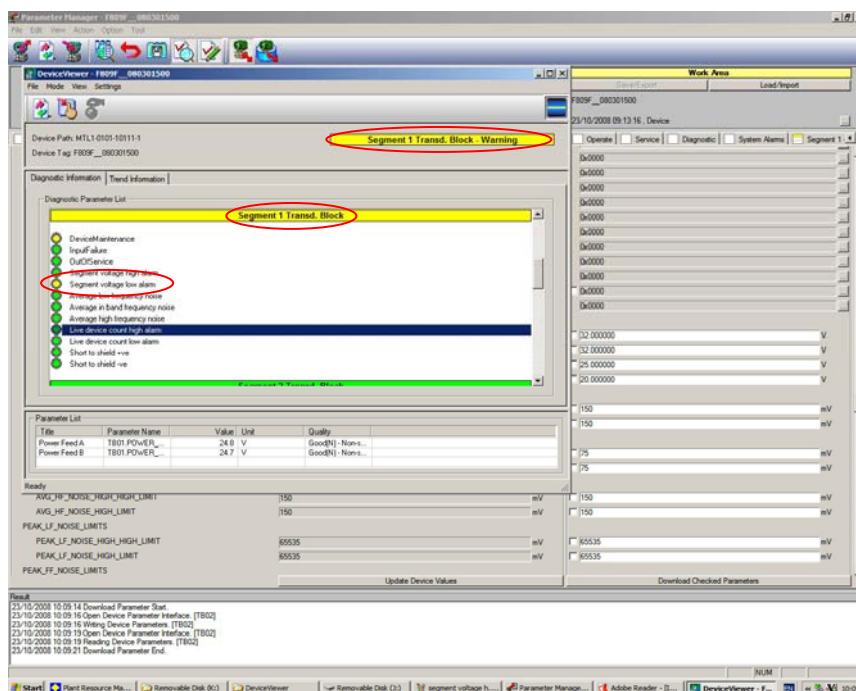 Parameter Manager - F809F__080301500
File Edit View Action Option Tool
DeviceViewer - F809F__080301500
File Mode View Settings
Device Path: MTL1-0101-10111-1
Segment 1 Transd. Block - Warning
Device Tag: F809F__080301500
Diagnostic Information Trend Information
Diagnostic Parameter List
Segment 1 Transd. Block
DeviceMaintenance
InputFailure
OutOfService
Segment voltage high alarm
Segment voltage low alarm
Average low frequency noise
Average in band frequency noise
Average high frequency noise
Live device count high alarm
Live device count low alarm
Short to shield +ve
Short to shield -ve
Segment 2 Transd. Block
Parameter List
Title Parameter Name Value Unit Quality
Power Feed A TB01.POWER_... 24.8 V Good(N) - Non-s...
Power Feed B TB01.POWER_... 24.7 V Good(N) - Non-s...
Ready
Work Area
Save/Export Load/Import
F809F__080301500
25/10/2008 09:13:16 , Device
Operate Service Diagnostic System Alarms Segment 1
0x0000
0x0000
0x0000
0x0000
0x0000
0x0000
0x0000
0x0000
0x0000
0x0000
0x0000
32.000000 V
32.000000 V
25.000000 V
20.000000 V
150 mV
150 mV
75 mV
75 mV
AVG_HF_NOISE_HIGH_HIGH_LIMIT 150 mV 150 mV
AVG_HF_NOISE_HIGH_LIMIT 150 mV 150 mV
PEAK_LF_NOISE_LIMITS
PEAK_LF_NOISE_HIGH_HIGH_LIMIT 65535 mV 65535 mV
PEAK_LF_NOISE_HIGH_LIMIT 65535 mV 65535 mV
PEAK_FF_NOISE_LIMITS
Update Device Values Download Checked Parameters
Result
23/10/2008 10:09:14 Download Parameter Start.
23/10/2008 10:09:16 Open Device Parameter Interface. [TB02]
23/10/2008 10:09:16 Writing Device Parameters. [TB02]
23/10/2008 10:09:19 Open Device Parameter Interface. [TB02]
23/10/2008 10:09:19 Reading Device Parameters. [TB02]
23/10/2008 10:09:21 Download Parameter End.
NUM
Start Plant Resource Ma... Removable Disk (K:) DeviceViewer Removable Disk (J:) segment voltage h... Parameter Manage... Adobe Reader - [I... DeviceViewer - F...